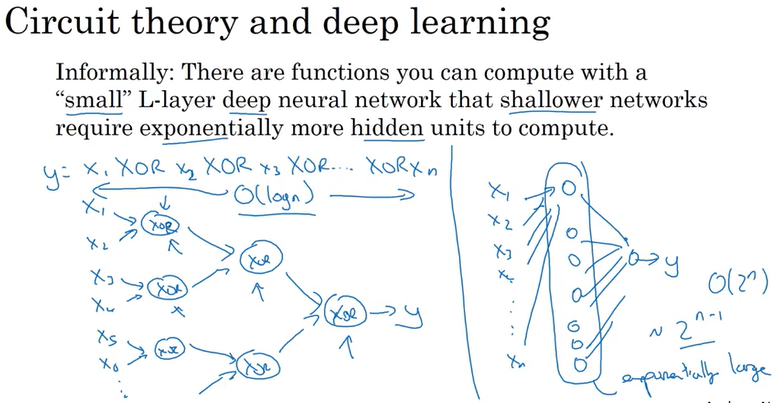 Circuit theory and deep learning
Informally: There are functions you can compute with a
“small” L-layer deep neural network that shallower networks
require exponentially more hidden units to compute.
y= x₁ XOR x₂ XOR x₃ XOR... XOR xₙ
O(log n)
x₁
x₂
XOR
x₃
x₄
XOR
XOR
x₅
x₆
XOR
XOR
XOR
y
x₁
x₂
x₃
x₄
xₙ
y
O(2ⁿ)
~ 2ⁿ⁻¹
exponentially large